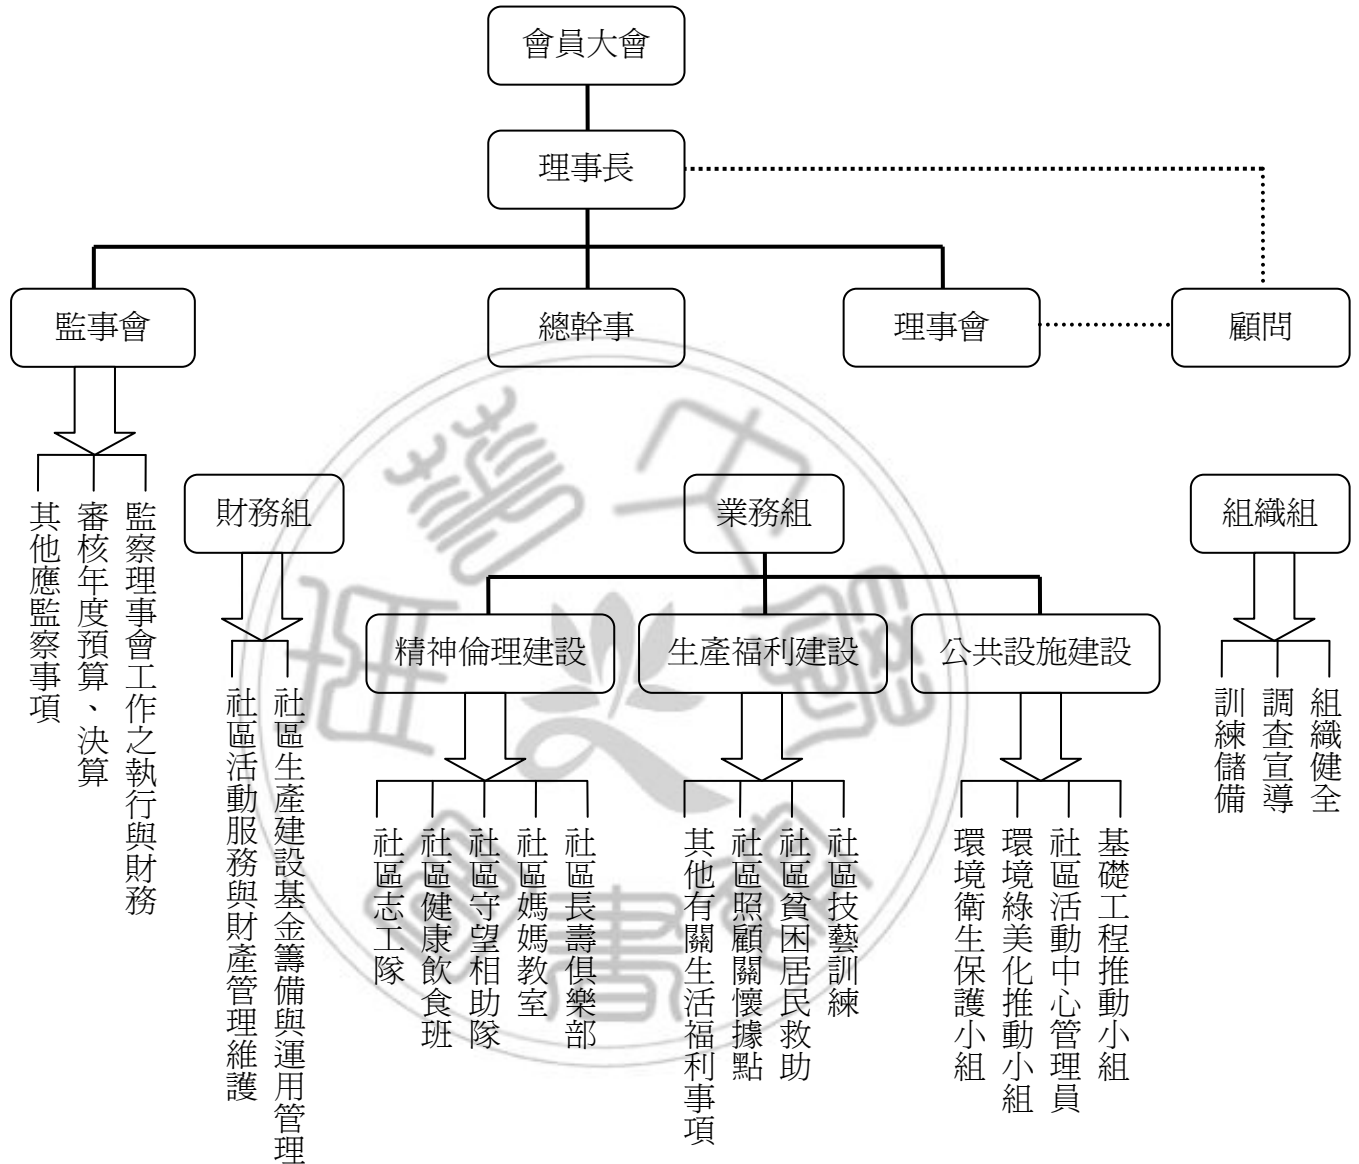 會員大會
理事長
監事會
總幹事
理事會
顧問
監察理事會工作之執行與財務
審核年度預算、決算
其他應監察事項
財務組
業務組
組織組
社區生產建設基金籌備與運用管理
社區活動服務與財產管理維護
精神倫理建設
生產福利建設
公共設施建設
組織健全
調查宣導
訓練儲備
社區長壽俱樂部
社區媽媽教室
社區守望相助隊
社區健康飲食班
社區志工隊
社區技藝訓練
社區貧困居民救助
社區照顧關懷據點
其他有關生活福利事項
基礎工程推動小組
社區活動中心管理員
環境綠美化推動小組
環境衛生保護小組